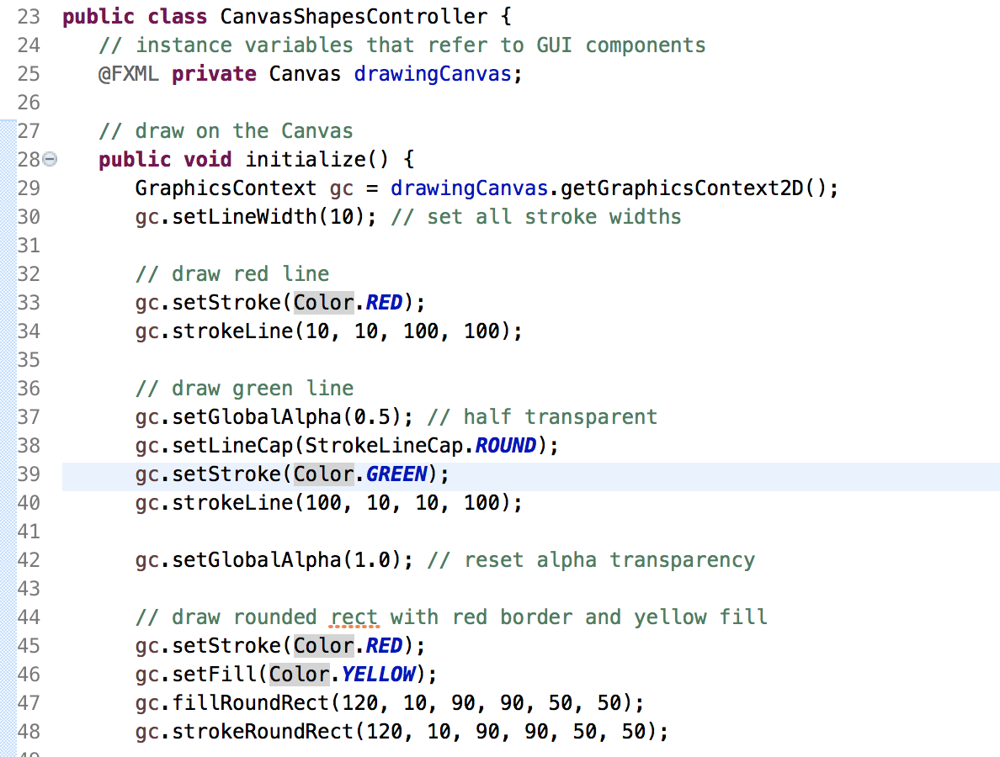 23 public class CanvasShapesController {
24 // instance variables that refer to GUI components
25 @FXML private Canvas drawingCanvas;
26
27 // draw on the Canvas
28 public void initialize() {
29 GraphicsContext gc = drawingCanvas.getGraphicsContext2D();
30 gc.setLineWidth(10); // set all stroke widths
31
32 // draw red line
33 gc.setStroke(Color.RED);
34 gc.strokeLine(10, 10, 100, 100);
35
36 // draw green line
37 gc.setGlobalAlpha(0.5); // half transparent
38 gc.setLineCap(StrokeLineCap.ROUND);
39 gc.setStroke(Color.GREEN);
40 gc.strokeLine(100, 10, 10, 100);
41
42 gc.setGlobalAlpha(1.0); // reset alpha transparency
43
44 // draw rounded rect with red border and yellow fill
45 gc.setStroke(Color.RED);
46 gc.setFill(Color.YELLOW);
47 gc.fillRoundRect(120, 10, 90, 90, 50, 50);
48 gc.strokeRoundRect(120, 10, 90, 90, 50, 50);